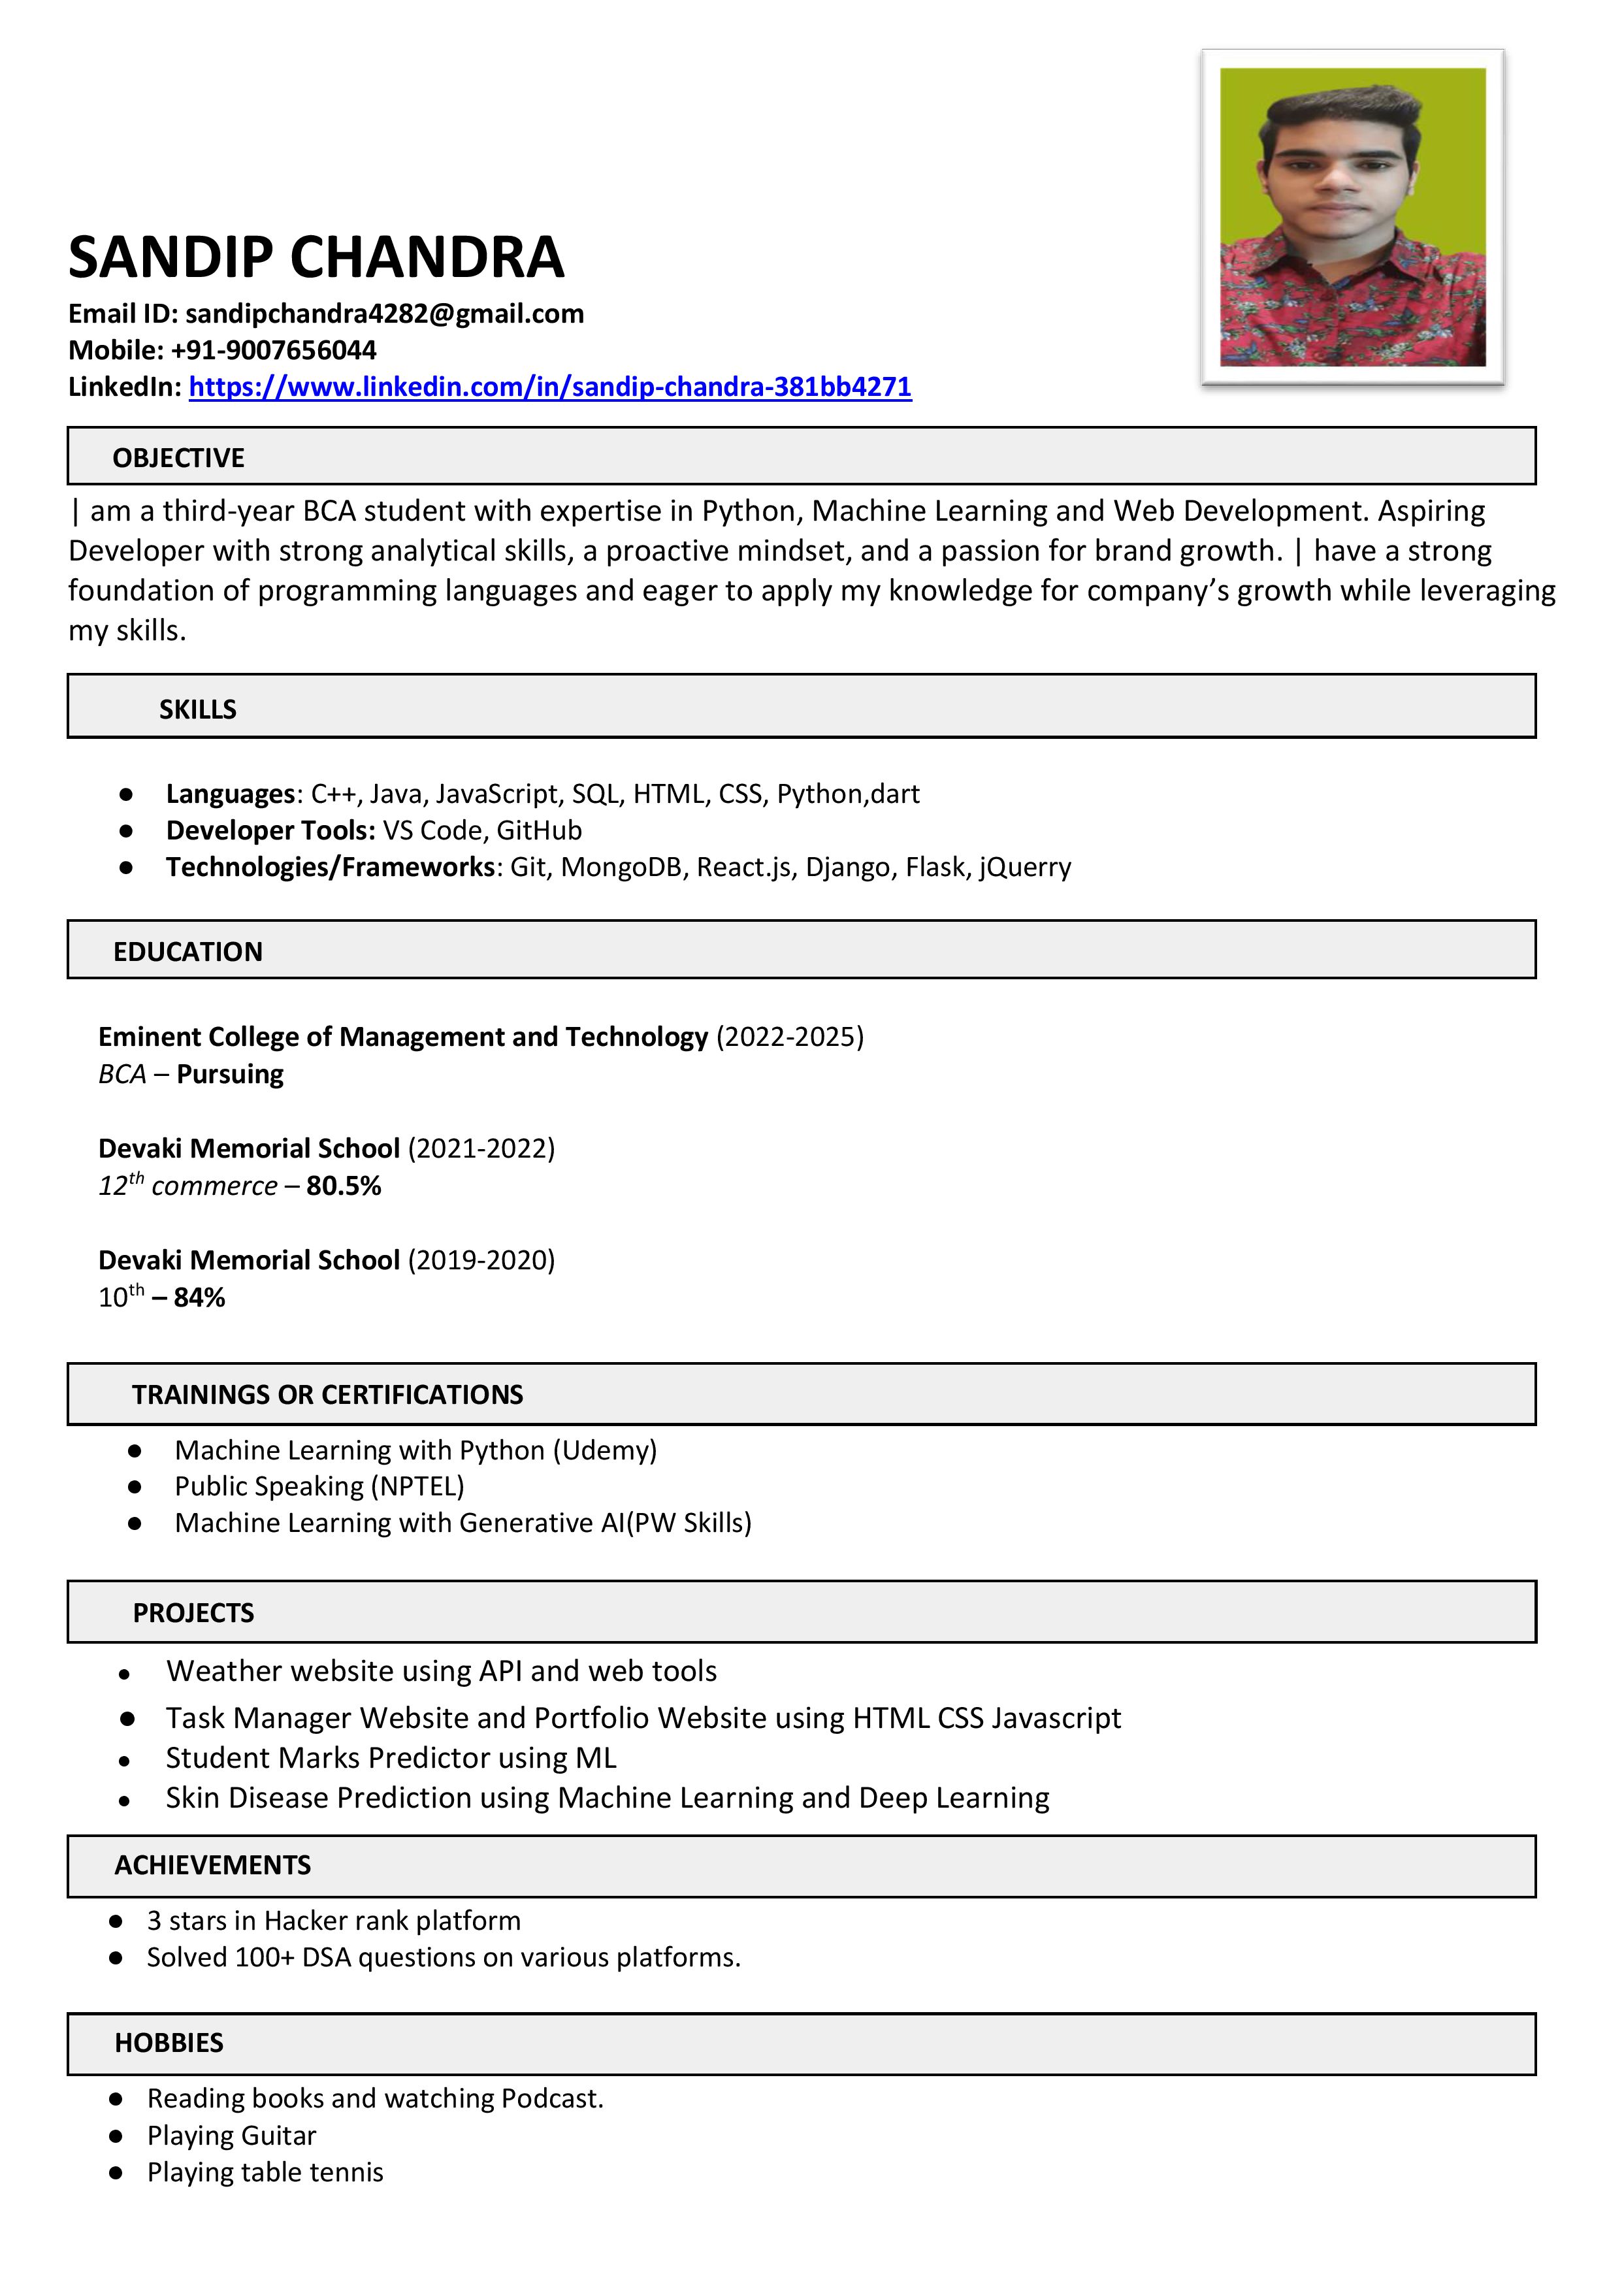 SANDIP CHANDRA
Email ID: sandipchandra4282@gmail.com
Mobile: +91-9007656044
LinkedIn: https://www.linkedin.com/in/sandip-chandra-381bb4271
OBJECTIVE
| am a third-year BCA student with expertise in Python, Machine Learning and Web Development. Aspiring
Developer with strong analytical skills, a proactive mindset, and a passion for brand growth. | have a strong
foundation of programming languages and eager to apply my knowledge for company’s growth while leveraging
my skills.
SKILLS
● Languages: C++, Java, JavaScript, SQL, HTML, CSS, Python,dart
● Developer Tools: VS Code, GitHub
● Technologies/Frameworks: Git, MongoDB, React.js, Django, Flask, jQuerry
EDUCATION
Eminent College of Management and Technology (2022-2025)
BCA – Pursuing
Devaki Memorial School (2021-2022)
12th commerce – 80.5%
Devaki Memorial School (2019-2020)
10th – 84%
TRAININGS OR CERTIFICATIONS
● Machine Learning with Python (Udemy)
● Public Speaking (NPTEL)
● Machine Learning with Generative AI(PW Skills)
PROJECTS
● Weather website using API and web tools
● Task Manager Website and Portfolio Website using HTML CSS Javascript
● Student Marks Predictor using ML
● Skin Disease Prediction using Machine Learning and Deep Learning
ACHIEVEMENTS
● 3 stars in Hacker rank platform
● Solved 100+ DSA questions on various platforms.
HOBBIES
● Reading books and watching Podcast.
● Playing Guitar
● Playing table tennis